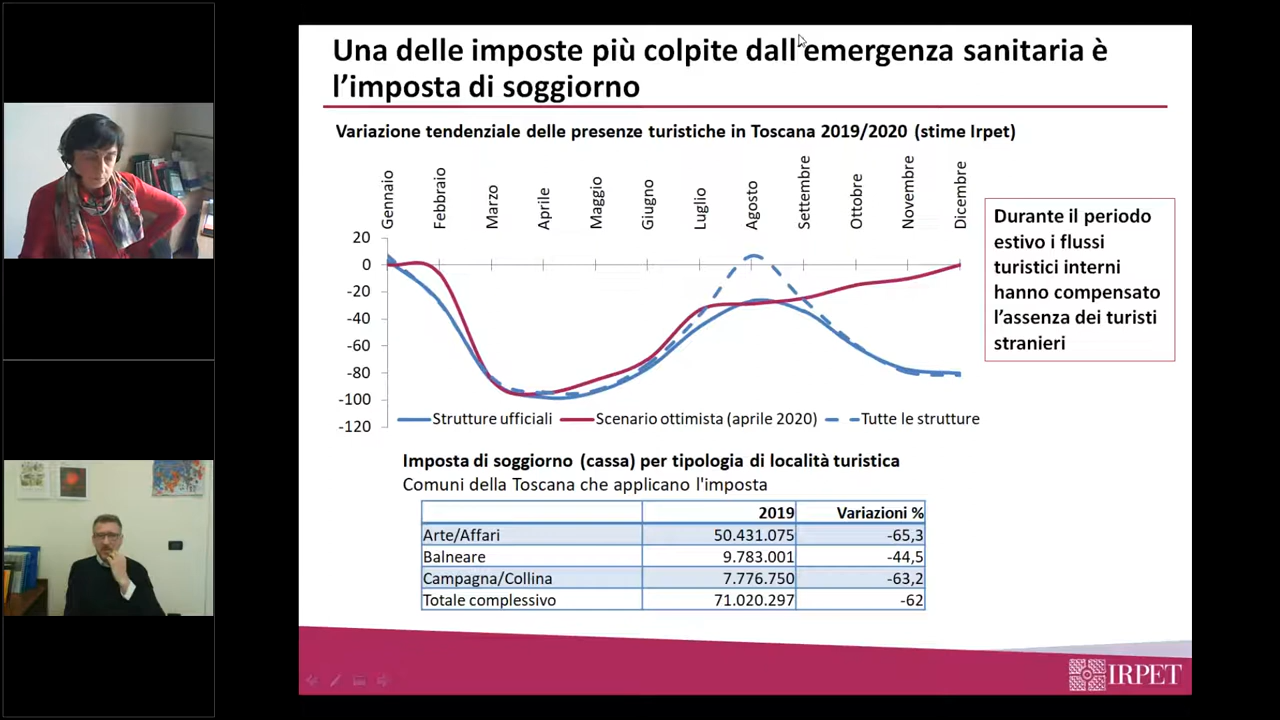 Una delle imposte più colpite dall'emergenza sanitaria è
l'imposta di soggiorno
Variazione tendenziale delle presenze turistiche in Toscana 2019/2020 (stime Irpet)
Gennaio
Febbraio
Marzo
Aprile
Maggio
Giugno
Luglio
Agosto
Settembre
Ottobre
Novembre
Dicembre
20
0
-20
-40
-60
-80
-100
-120
Strutture ufficiali
Scenario ottimista (aprile 2020)
Tutte le strutture
Durante il periodo
estivo i flussi
turistici interni
hanno compensato
l'assenza dei turisti
stranieri
Imposta di soggiorno (cassa) per tipologia di località turistica
Comuni della Toscana che applicano l'imposta
2019 Variazioni %
Arte/Affari 50.431.075 -65,3
Balneare 9.783.001 -44,5
Campagna/Collina 7.776.750 -63,2
Totale complessivo 71.020.297 -62
IRPET